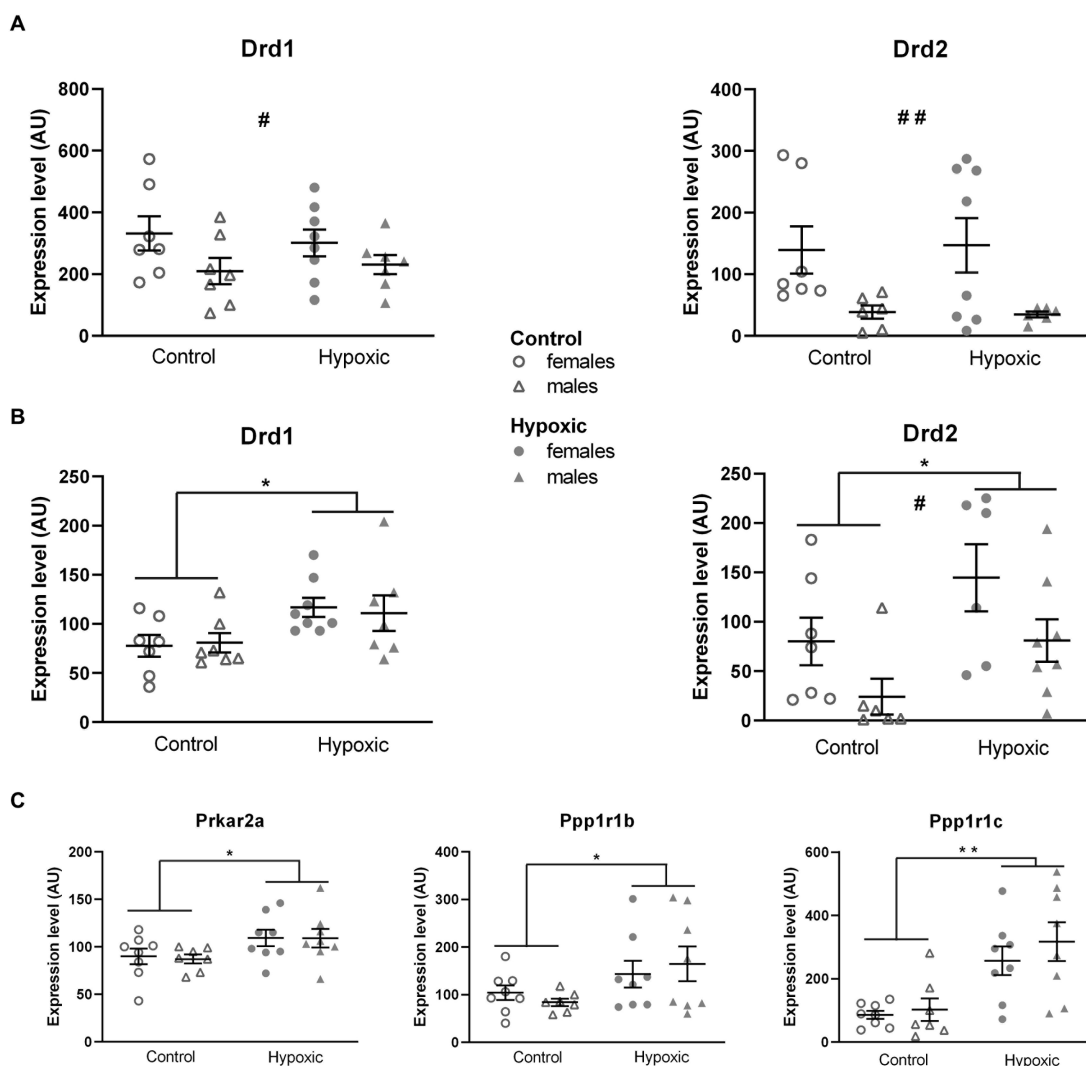 A
Drd1
Drd2
Expression level (AU)
800
600
400
200
0
#
Control
Hypoxic
Expression level (AU)
400
300
200
100
0
# #
Control
Hypoxic
Control
females
males
Hypoxic
females
males
B
Drd1
Drd2
Expression level (AU)
250
200
150
100
50
0
*
Control
Hypoxic
Expression level (AU)
250
200
150
100
50
0
*
#
Control
Hypoxic
C
Prkar2a
Ppp1r1b
Ppp1r1c
Expression level (AU)
200
150
100
50
0
*
Control
Hypoxic
Expression level (AU)
400
300
200
100
0
*
Control
Hypoxic
Expression level (AU)
600
400
200
0
* *
Control
Hypoxic